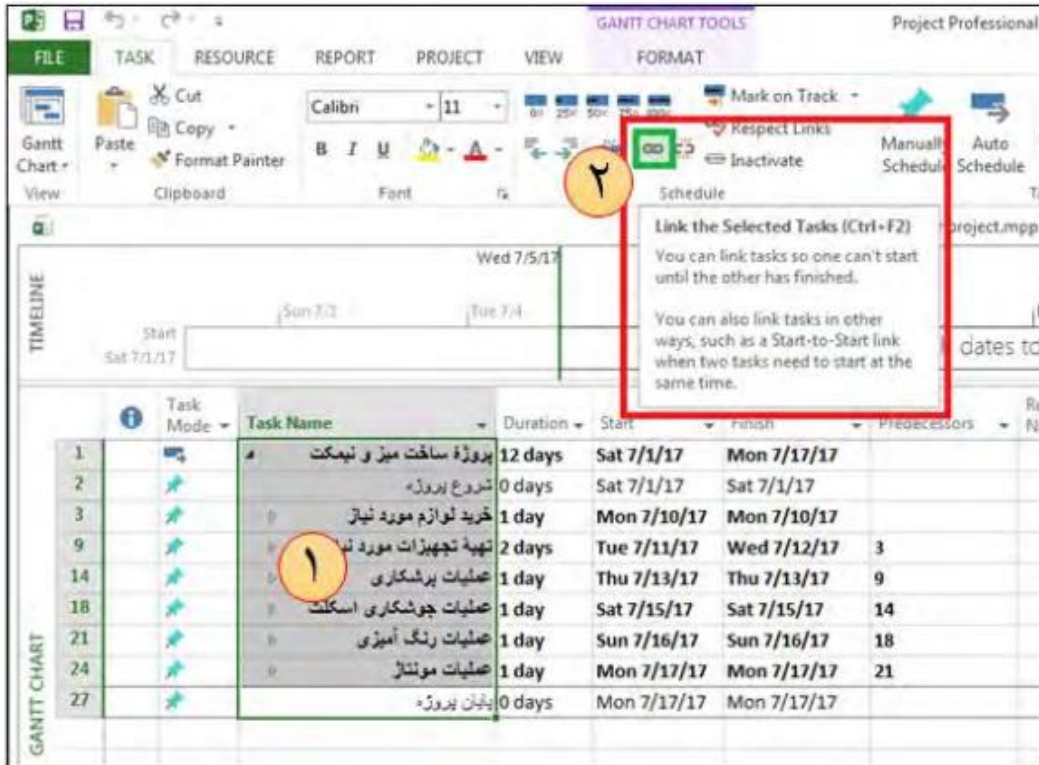 GANTT CHART TOOLS Project Professional
FILE TASK RESOURCE REPORT PROJECT VIEW FORMAT
Cut
Copy
Format Painter
Paste
Gantt Chart
Calibri 11
B I U A
0% 25% 50% 75% 100%
Mark on Track
Respect Links
Inactivate
Manually Schedule
Auto Schedule
View Clipboard Font Schedule
۲
Link the Selected Tasks (Ctrl+F2)
You can link tasks so one can't start
until the other has finished.
You can also link tasks in other
ways, such as a Start-to-Start link
when two tasks need to start at the
same time.
project.mpp
TIMELINE
Wed 7/5/17
Sun 7/2 Tue 7/4
Start
Sat 7/1/17
dates to
GANTT CHART
Task Mode Task Name Duration Start Finish Predecessors
1 پروژۀ ساخت میز و نیمکت 12 days Sat 7/1/17 Mon 7/17/17
2 شروع پروژه 0 days Sat 7/1/17 Sat 7/1/17
3 خرید لوازم مورد نیاز 1 day Mon 7/10/17 Mon 7/10/17
9 تهیۀ تجهیزات مورد 2 days Tue 7/11/17 Wed 7/12/17 3
14 عملیات برشکاری 1 day Thu 7/13/17 Thu 7/13/17 9
18 عملیات جوشکاری اسکلت 1 day Sat 7/15/17 Sat 7/15/17 14
21 عملیات رنگ آمیزی 1 day Sun 7/16/17 Sun 7/16/17 18
24 عملیات مونتاژ 1 day Mon 7/17/17 Mon 7/17/17 21
27 پایان پروژه 0 days Mon 7/17/17 Mon 7/17/17
۱